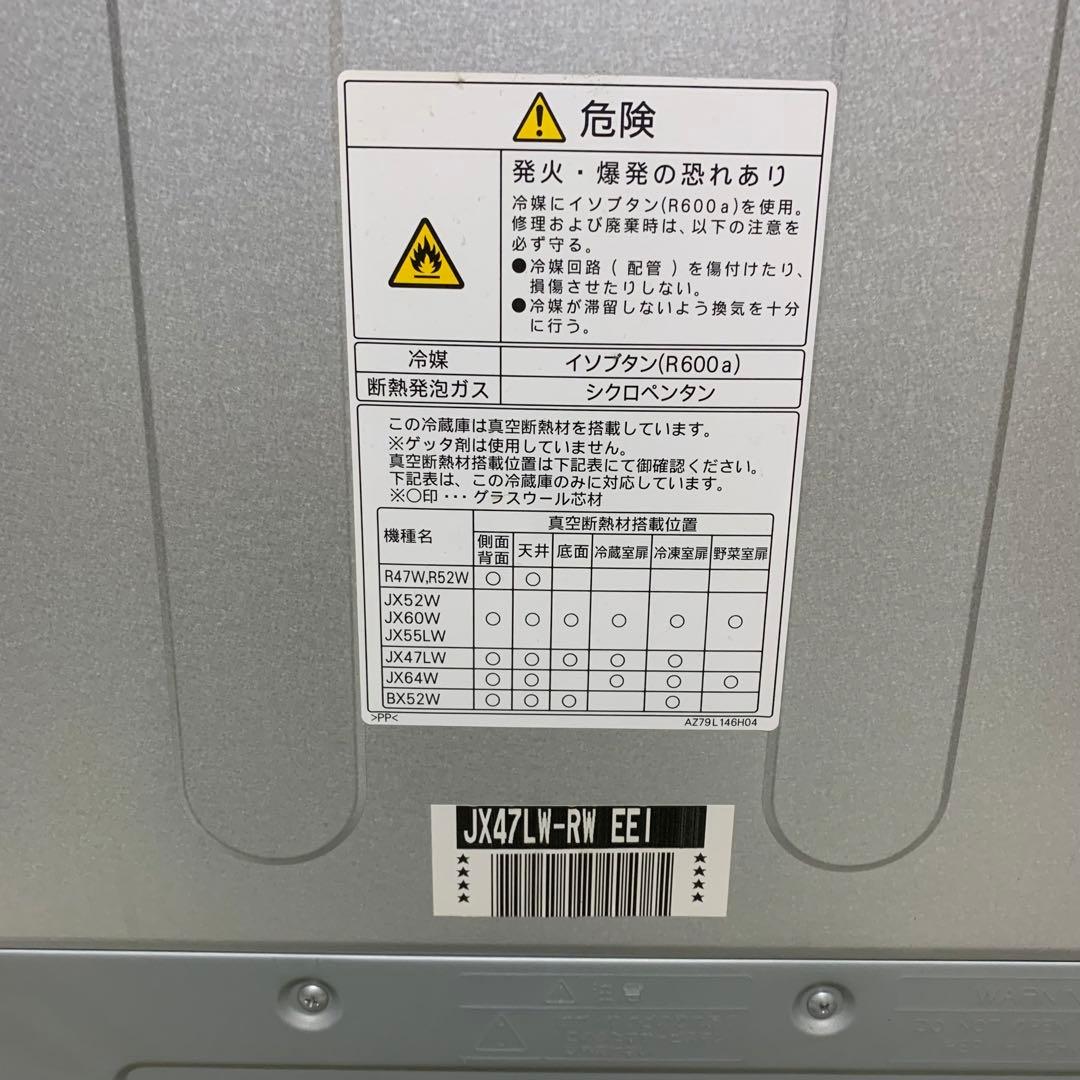 危険
発火・爆発の恐れあり
冷媒にイソブタン(R600a)を使用。
修理および廃棄時は、以下の注意を
必ず守る。
●冷媒回路(配管)を傷付けたり、
損傷させたりしない。
●冷媒が滞留しないよう換気を十分
に行う。
冷媒 イソブタン(R600a)
断熱発泡ガス シクロペンタン
この冷蔵庫は真空断熱材を搭載しています。
※ゲッタ剤は使用していません。
真空断熱材搭載位置は下記表にて御確認ください。
下記表は、この冷蔵庫のみに対応しています。
※○印・・・グラスウール芯材
機種名 真空断熱材搭載位置
側面背面 天井 底面 冷蔵室扉 冷凍室扉 野菜室扉
R47W,R52W ○ ○
JX52W
JX60W ○ ○ ○ ○ ○ ○
JX55LW
JX47LW ○ ○ ○ ○ ○
JX64W ○ ○ ○ ○ ○
BX52W ○ ○ ○ ○
>PP< AZ79L146H04
JX47LW-RW EE1
注意
WARN
DO NOT OPEN